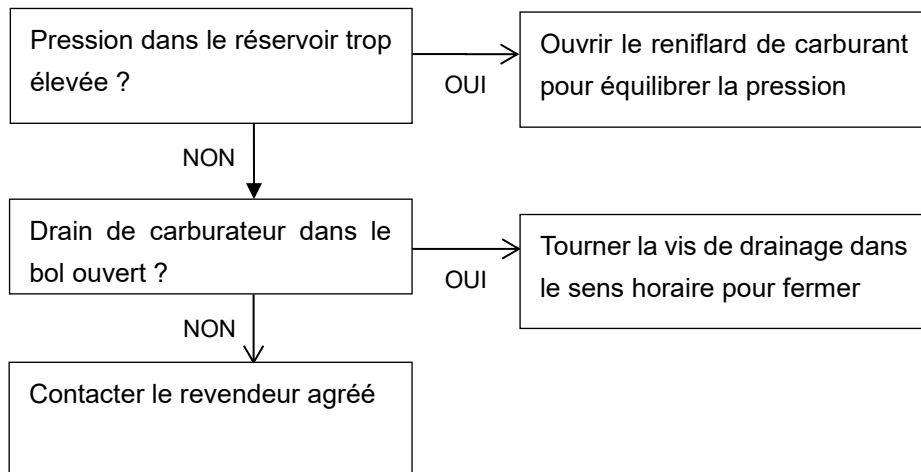 Pression dans le réservoir trop
élevée ?
OUI
Ouvrir le reniflard de carburant
pour équilibrer la pression
NON
Drain de carburateur dans le
bol ouvert ?
OUI
Tourner la vis de drainage dans
le sens horaire pour fermer
NON
Contacter le revendeur agréé